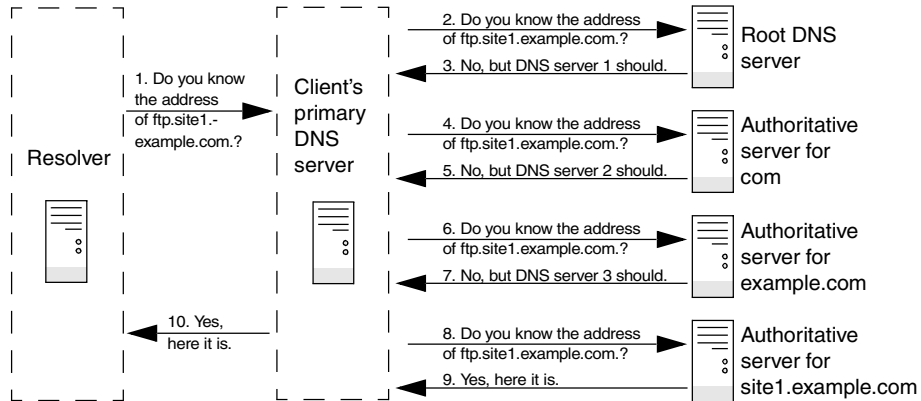 Resolver
1. Do you know
the address
of ftp.site1.-
example.com.?
Client's
primary
DNS
server
2. Do you know the address
of ftp.site1.example.com.?
3. No, but DNS server 1 should.
Root DNS
server
4. Do you know the address
of ftp.site1.example.com.?
5. No, but DNS server 2 should.
Authoritative
server for
com
6. Do you know the address
of ftp.site1.example.com.?
7. No, but DNS server 3 should.
Authoritative
server for
example.com
8. Do you know the address
of ftp.site1.example.com.?
9. Yes, here it is.
Authoritative
server for
site1.example.com
10. Yes,
here it is.